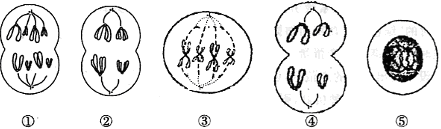 ① ② ③ ④ ⑤